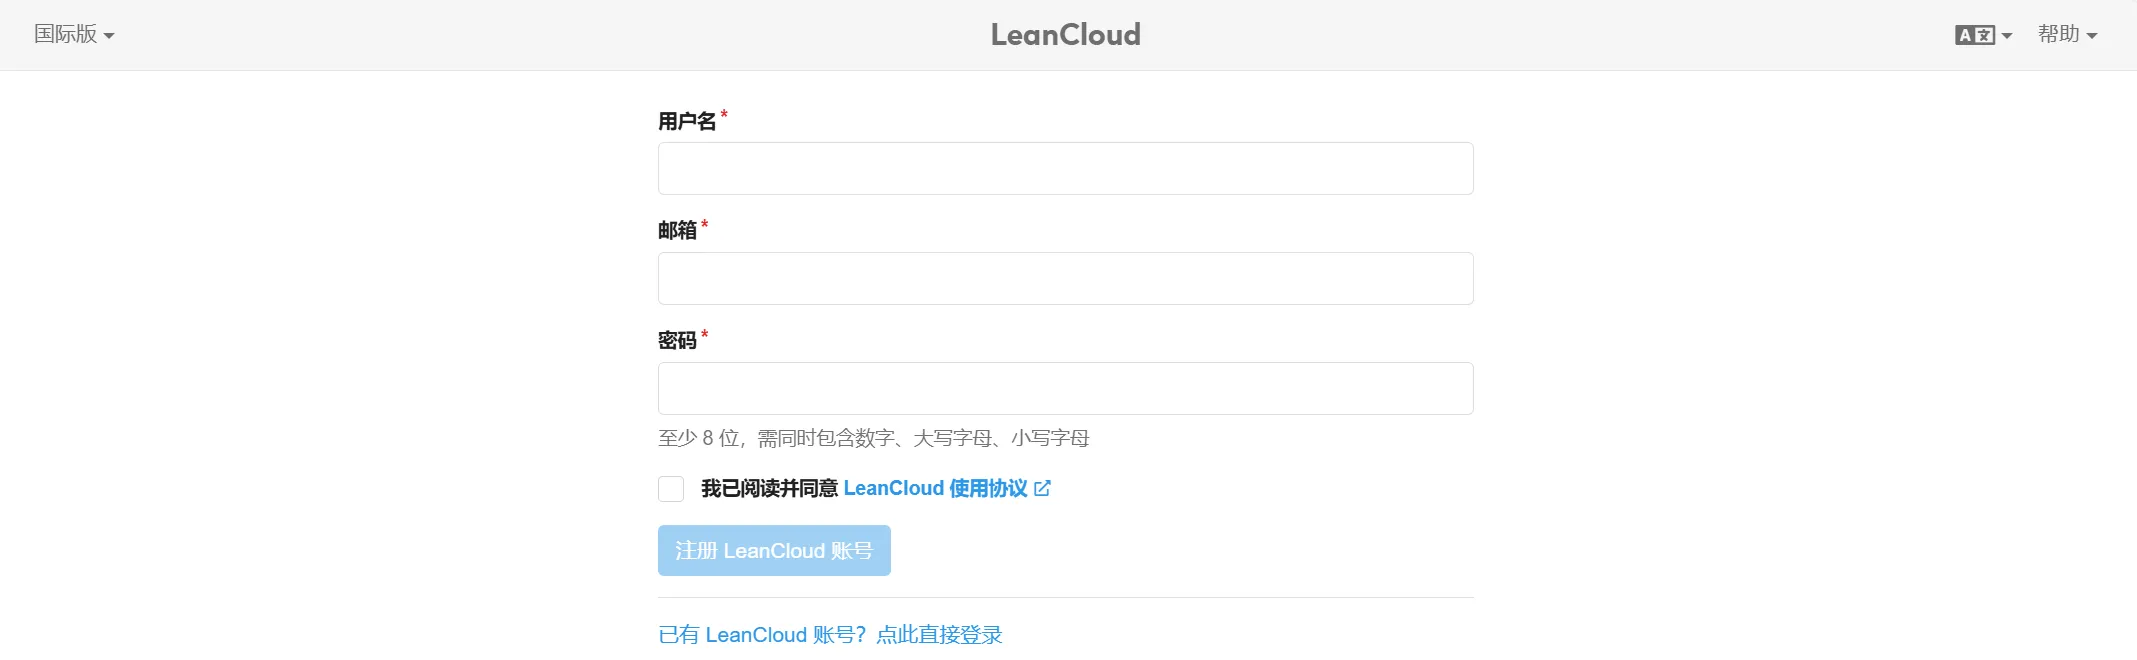 国际版
LeanCloud
A文
帮助
用户名*
邮箱*
密码*
至少 8 位，需同时包含数字、大写字母、小写字母
我已阅读并同意 LeanCloud 使用协议
注册 LeanCloud 账号
已有 LeanCloud 账号？点此直接登录